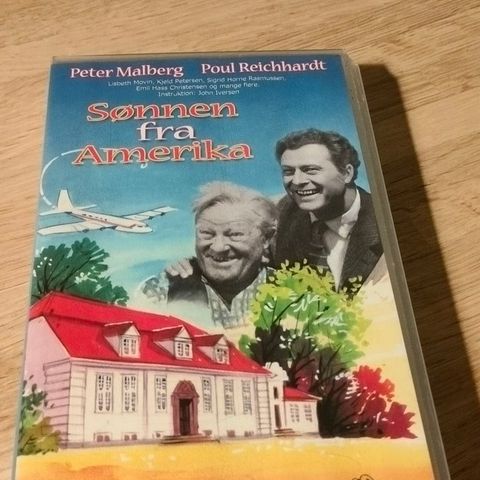 Peter Malberg Poul Reichhardt
Lisbeth Movin, Kjeld Petersen, Sigrid Horne Rasmussen,
Emil Hass Christensen og mange flere.
Instruktion: John Iversen
Sønnen
fra
Amerika